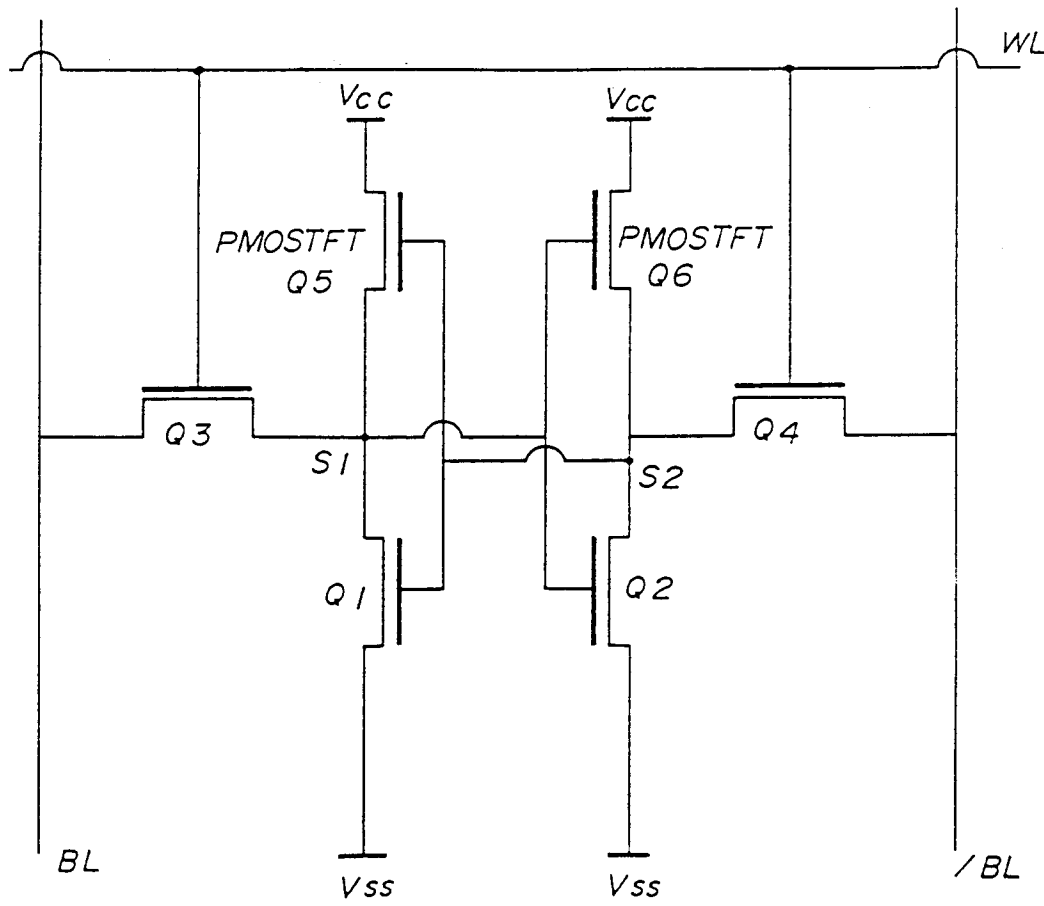 WL
Vcc
Vcc
PMOSTFT
Q5
PMOSTFT
Q6
Q3
Q4
S1
S2
Q1
Q2
BL
Vss
Vss
/BL